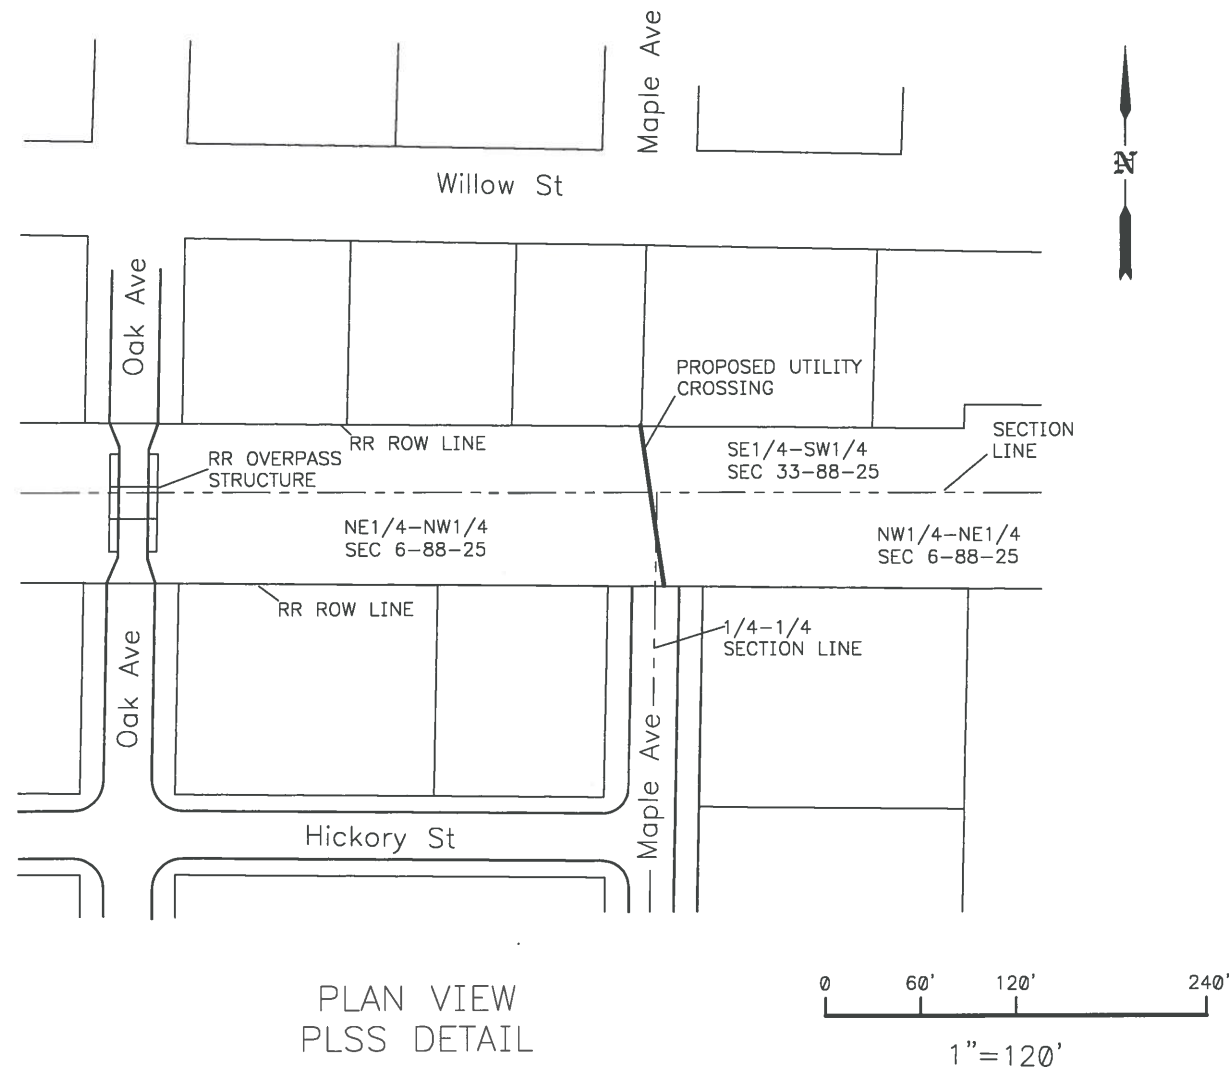 Maple Ave
Willow St
N
Oak Ave
PROPOSED UTILITY
CROSSING
RR ROW LINE
RR OVERPASS
STRUCTURE
SE1/4-SW1/4
SEC 33-88-25
SECTION
LINE
NE1/4-NW1/4
SEC 6-88-25
NW1/4-NE1/4
SEC 6-88-25
RR ROW LINE
1/4-1/4
SECTION LINE
Oak Ave
Maple Ave
Hickory St
PLAN VIEW
PLSS DETAIL
0 60' 120' 240'
1"=120'